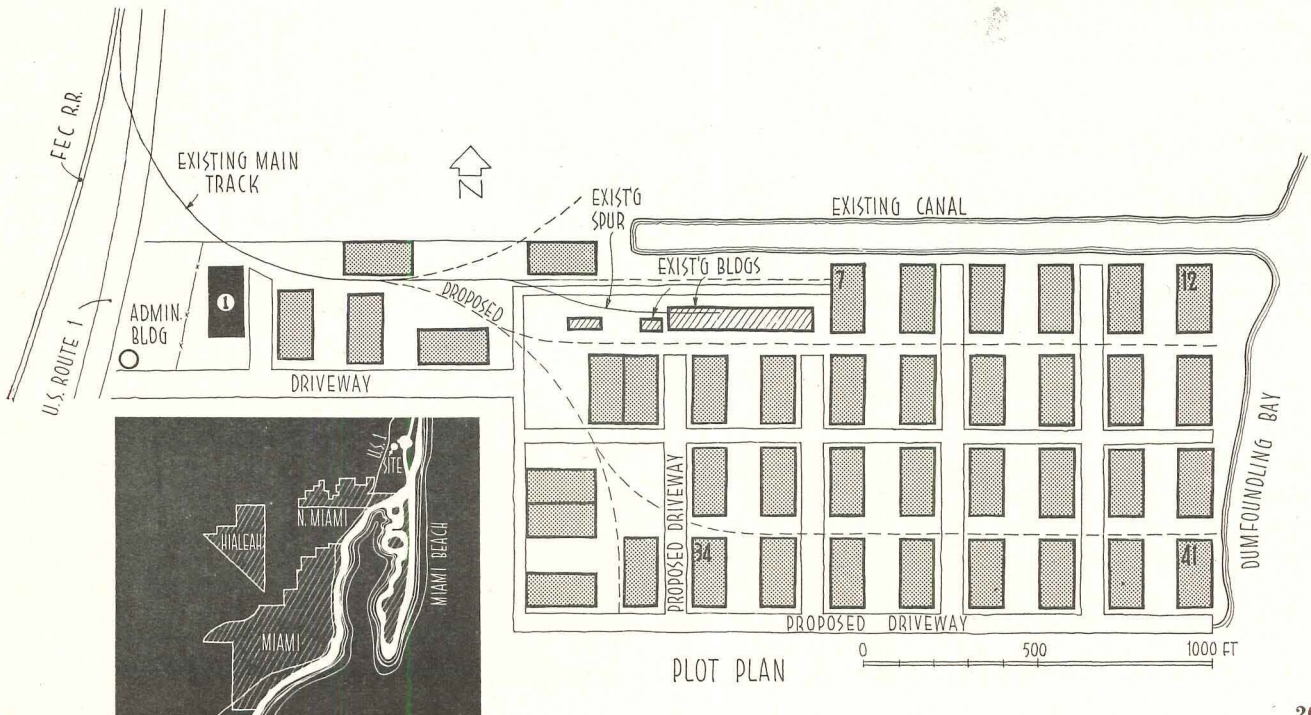 FEC R.R.
U.S. ROUTE 1
EXISTING MAIN
TRACK
N
EXIST'G
SPUR
EXISTING CANAL
EXIST'G BLDGS
PROPOSED
ADMIN.
BLDG
1
DRIVEWAY
7
12
PROPOSED DRIVEWAY
34
41
DUMFOUNDLING BAY
PROPOSED DRIVEWAY
0 500 1000 FT
PLOT PLAN
U.S. 1
SITE
N. MIAMI
HIALEAH
MIAMI BEACH
MIAMI